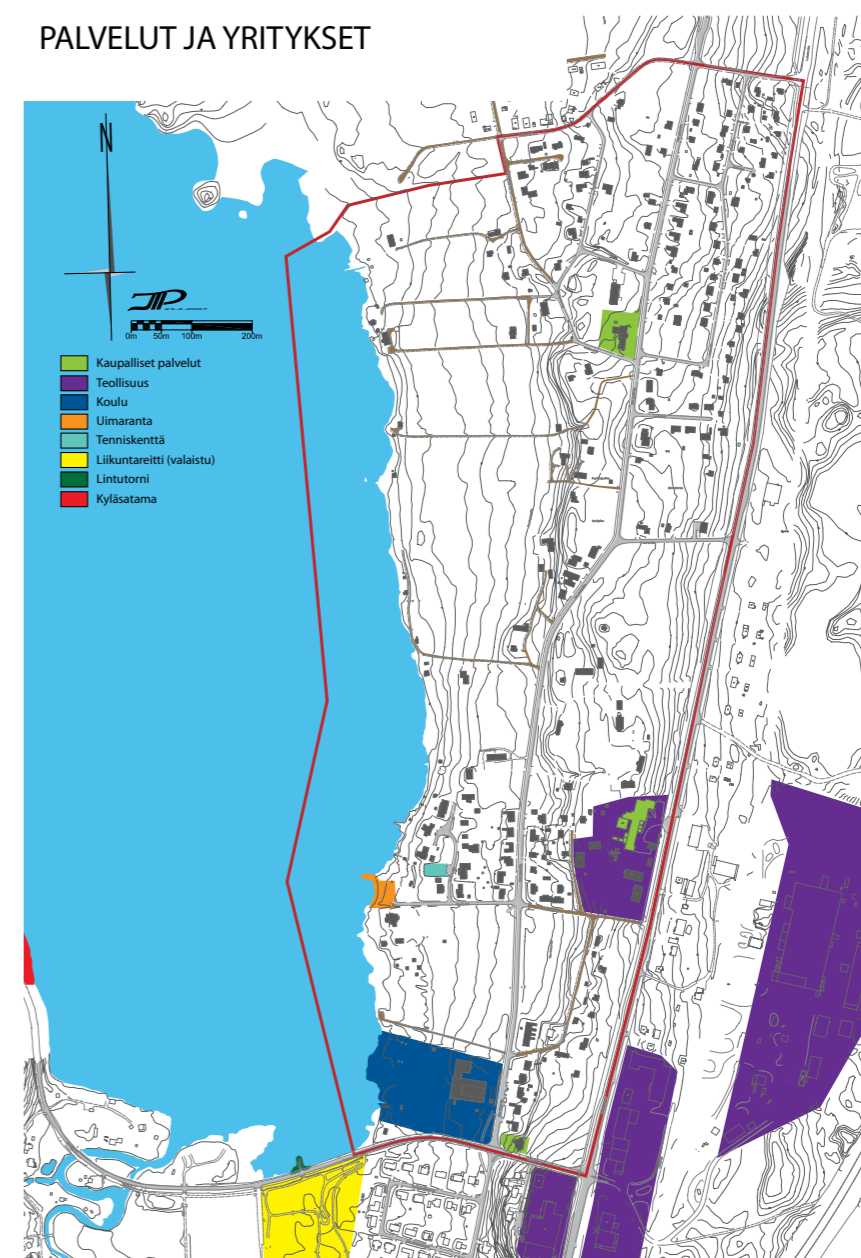 PALVELUT JA YRITYKSET
N
0m 50m 100m 200m
Kaupalliset palvelut
Teollisuus
Koulu
Uimaranta
Tenniskenttä
Liikuntareitti (valaistu)
Lintutorni
Kyläsatama